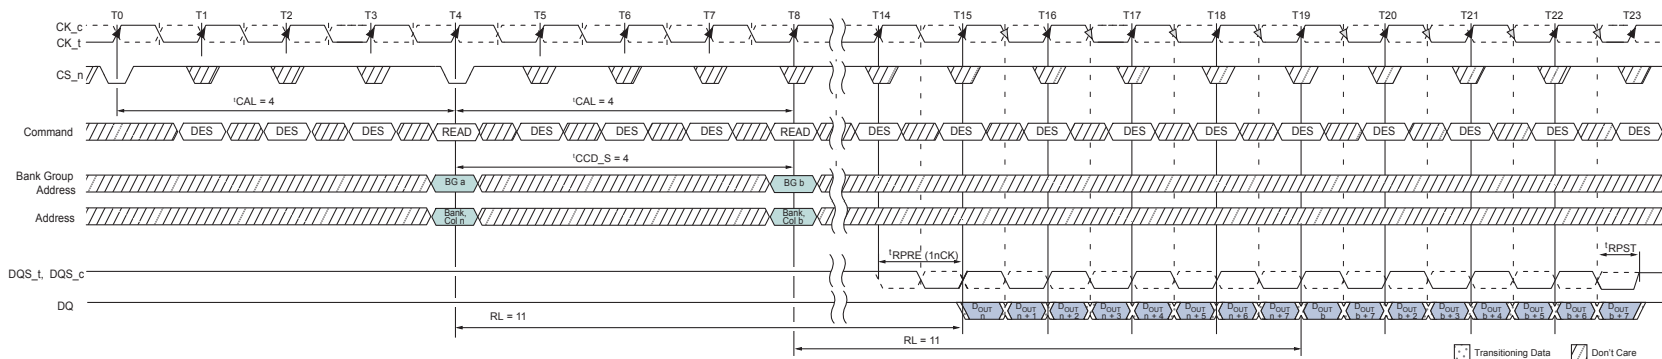 T0 T1 T2 T3 T4 T5 T6 T7 T8 T14 T15 T16 T17 T18 T19 T20 T21 T22 T23
CK_c
CK_t
CS_n
tCAL = 4 tCAL = 4
Command DES DES DES READ DES DES DES READ DES DES DES DES DES DES DES DES DES DES
tCCD_S = 4
Bank Group
Address BG a BG b
Address Bank, Col n Bank, Col b
tRPRE (1nCK) tRPST
DQS_t, DQS_c
DQ DOUT n DOUT n + 1 DOUT n + 2 DOUT n + 3 DOUT n + 4 DOUT n + 5 DOUT n + 6 DOUT n + 7 DOUT b DOUT b + 7 DOUT b + 2 DOUT b + 3 DOUT b + 4 DOUT b + 5 DOUT b + 6 DOUT b + 7
RL = 11
RL = 11
Transitioning Data Don't Care